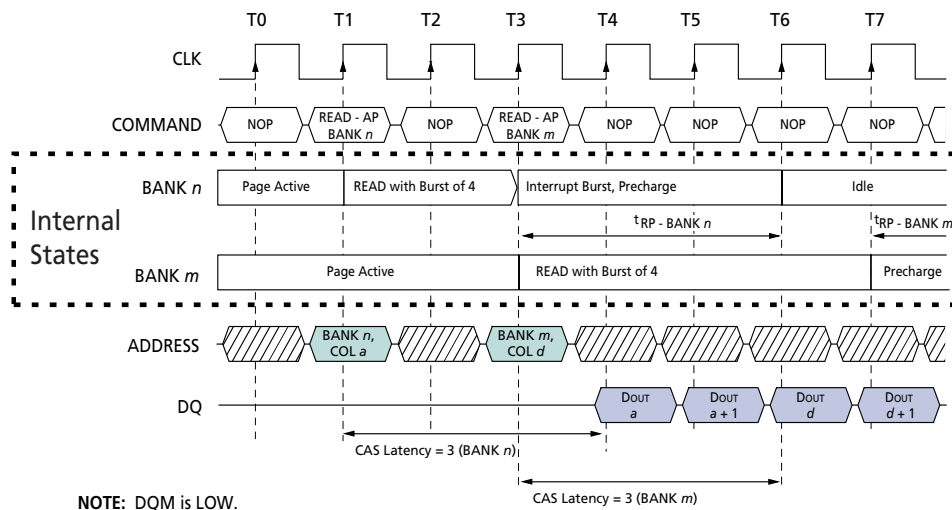 T0 T1 T2 T3 T4 T5 T6 T7
CLK
COMMAND NOP READ - AP BANK n NOP READ - AP BANK m NOP NOP NOP NOP
Internal States
BANK n Page Active READ with Burst of 4 Interrupt Burst, Precharge Idle
tRP - BANK n tRP - BANK m
BANK m Page Active READ with Burst of 4 Precharge
ADDRESS BANK n, COL a BANK m, COL d
DQ DOUT a DOUT a + 1 DOUT d DOUT d + 1
CAS Latency = 3 (BANK n)
CAS Latency = 3 (BANK m)
NOTE: DQM is LOW.